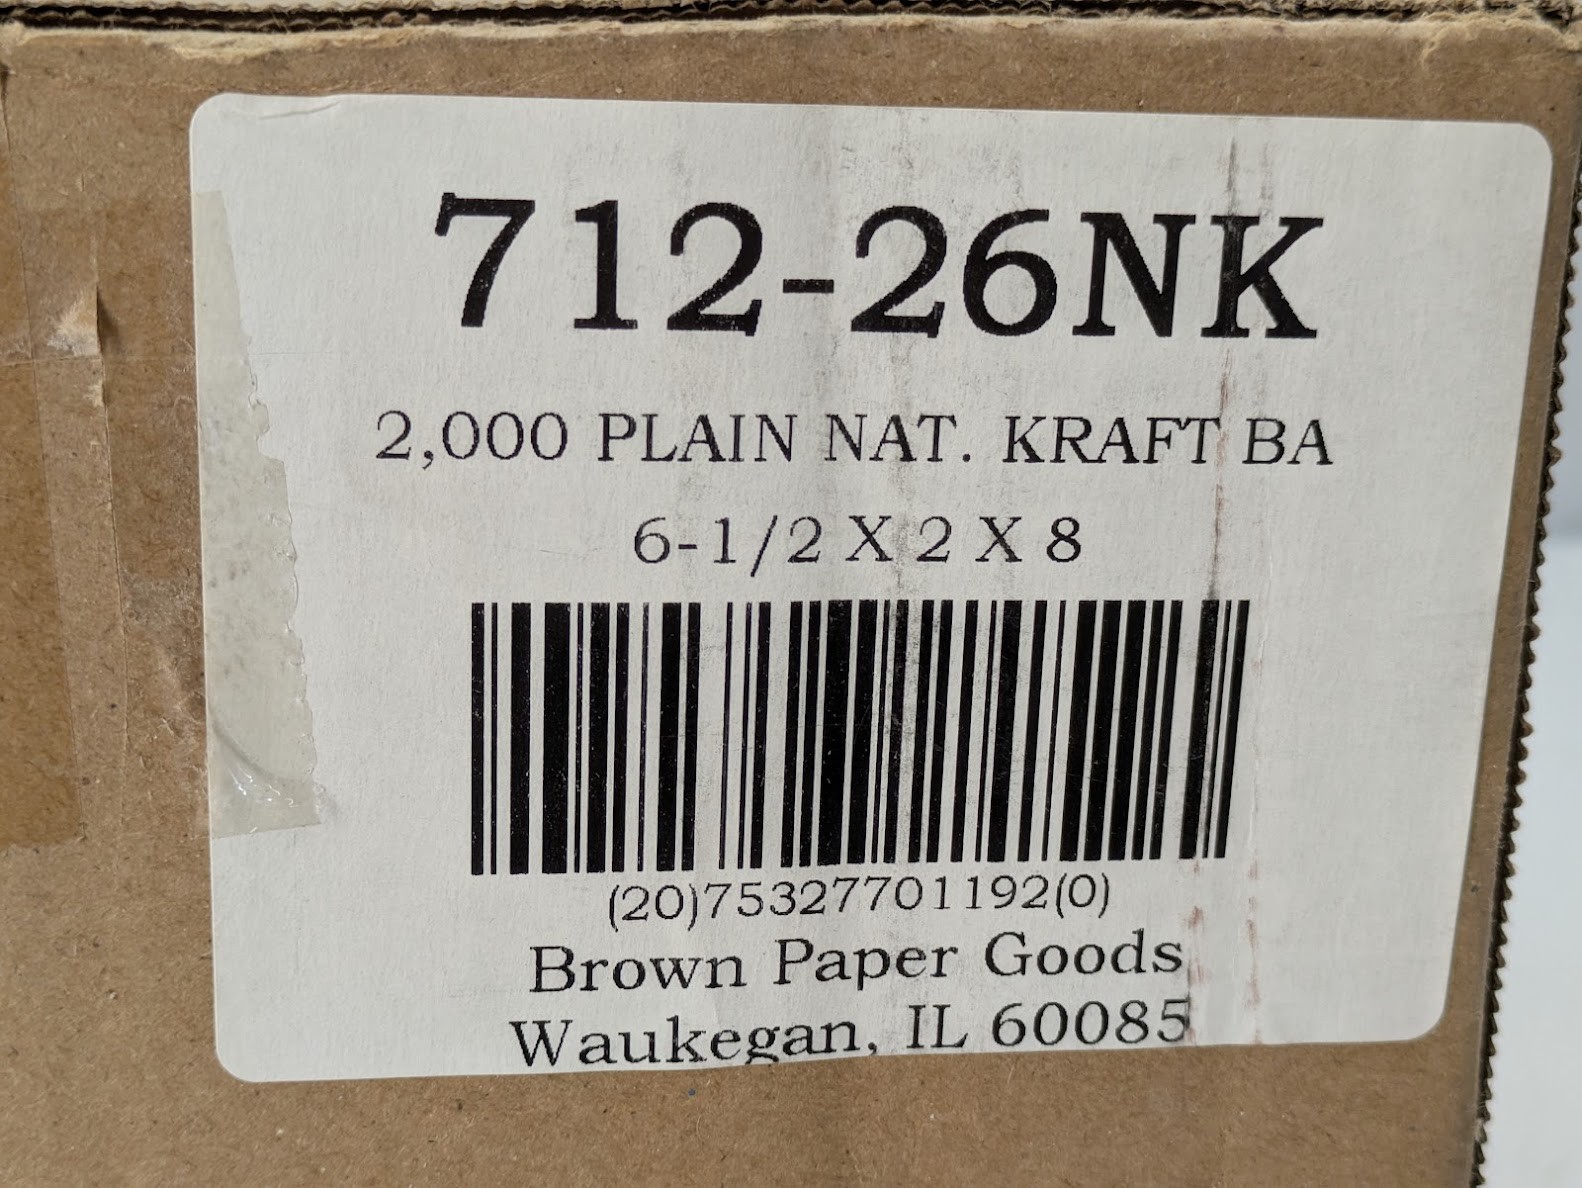 712-26NK
2,000 PLAIN NAT. KRAFT BA
6-1/2 X 2 X 8
(20)75327701192(0)
Brown Paper Goods
Waukegan, IL 60085